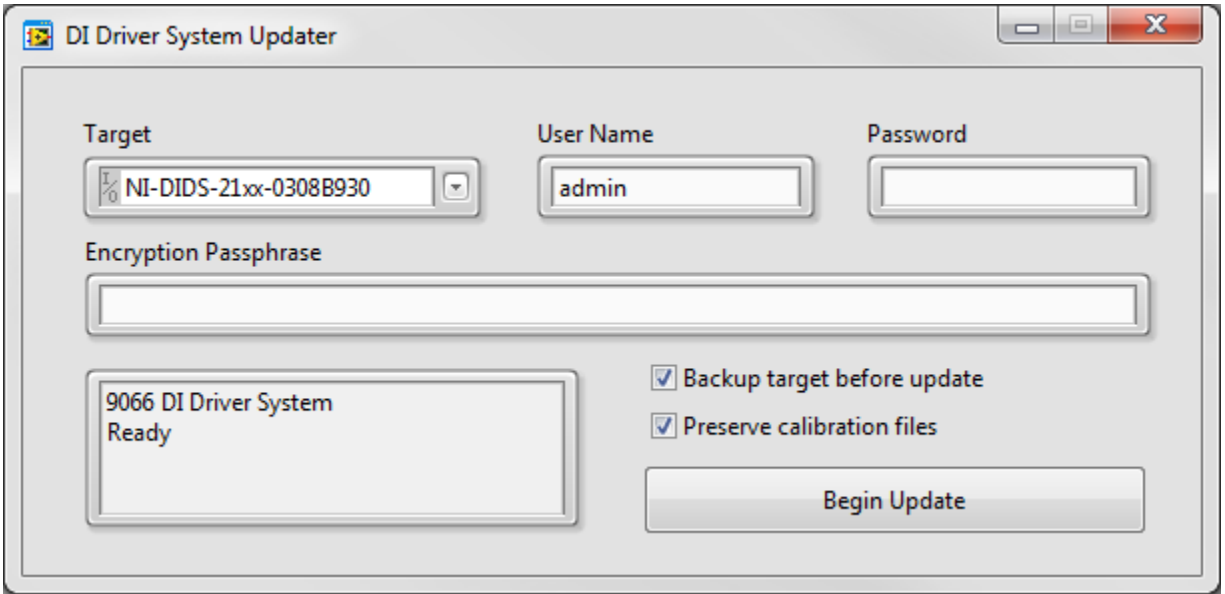 DI Driver System Updater
Target
User Name
Password
I/O NI-DIDS-21xx-0308B930
admin
Encryption Passphrase
9066 DI Driver System
Ready
Backup target before update
Preserve calibration files
Begin Update